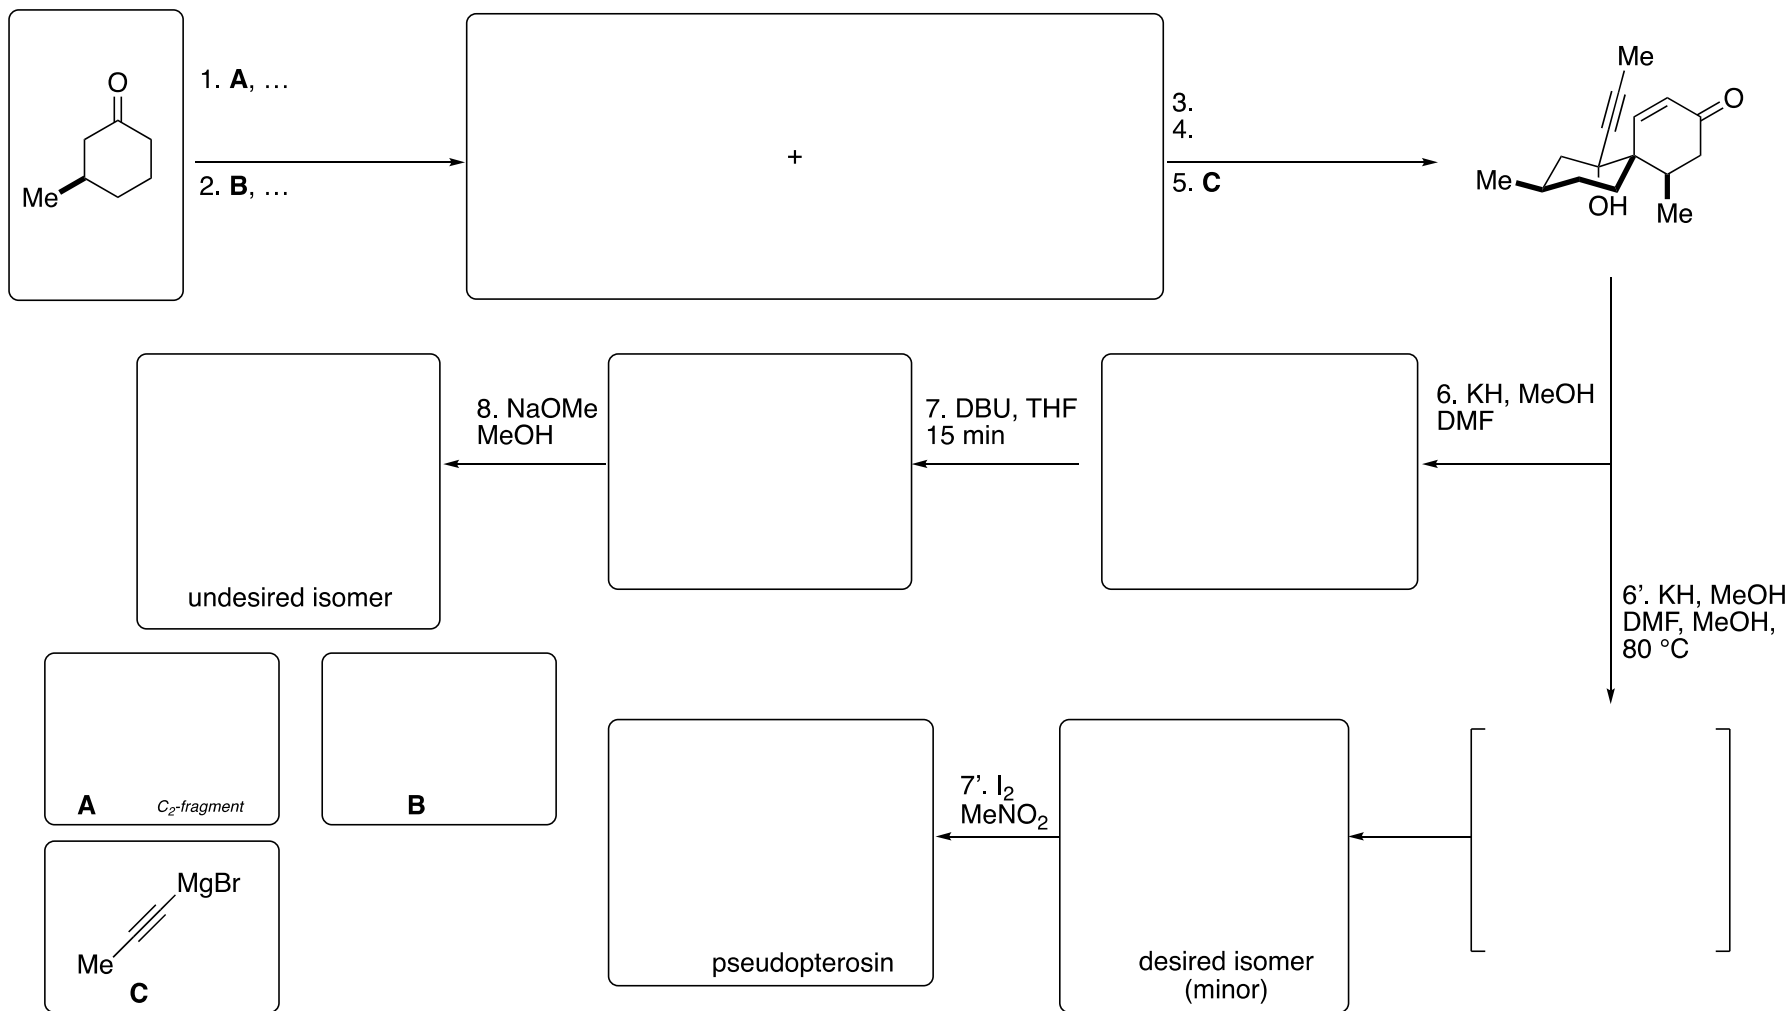 O
Me
1. A, …
2. B, …
+
3.
4.
5. C
Me
O
Me
OH
Me
8. NaOMe
MeOH
7. DBU, THF
15 min
6. KH, MeOH
DMF
undesired isomer
6’. KH, MeOH
DMF, MeOH,
80 °C
A C₂-fragment
B
7’. I₂
MeNO₂
MgBr
Me
C
pseudopterosin
desired isomer
(minor)